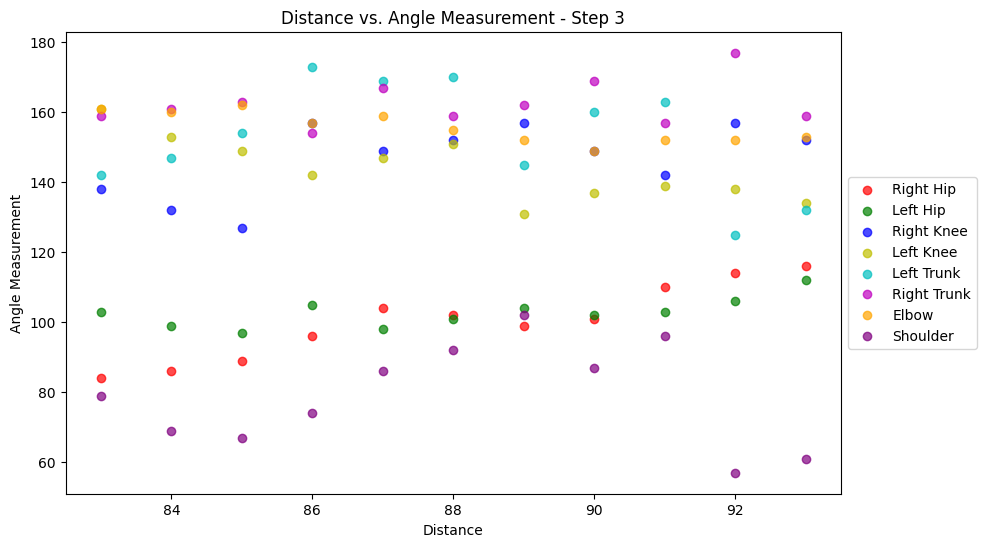 Distance vs. Angle Measurement - Step 3
Angle Measurement
180
160
140
120
100
80
60
84
86
88
90
92
Distance
Right Hip
Left Hip
Right Knee
Left Knee
Left Trunk
Right Trunk
Elbow
Shoulder